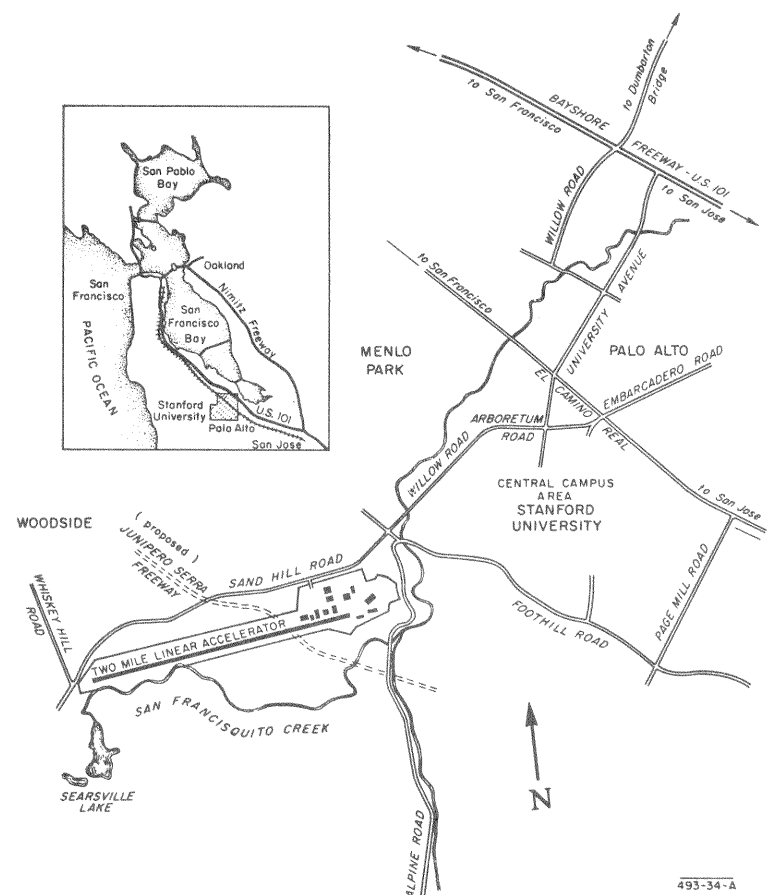 to Dumbarton
Bridge
to San Francisco
BAYSHORE
FREEWAY - U.S. 101
to San Jose
WILLOW ROAD
UNIVERSITY AVENUE
to San Francisco
MENLO
PARK
PALO ALTO
EL CAMINO REAL
EMBARCADERO ROAD
ARBORETUM
ROAD
WILLOW ROAD
CENTRAL CAMPUS
AREA
STANFORD
UNIVERSITY
to San Jose
PAGE MILL ROAD
FOOTHILL ROAD
San Pablo
Bay
Oakland
San
Francisco
Nimitz Freeway
San
Francisco
Bay
PACIFIC OCEAN
Stanford
University
U.S. 101
Palo Alto
San Jose
WOODSIDE
( proposed )
JUNIPERO SERRA
FREEWAY
SAND HILL ROAD
WHISKEY HILL
ROAD
TWO MILE LINEAR ACCELERATOR
SAN FRANCISQUITO CREEK
SEARSVILLE
LAKE
N
ALPINE ROAD
493-34-A